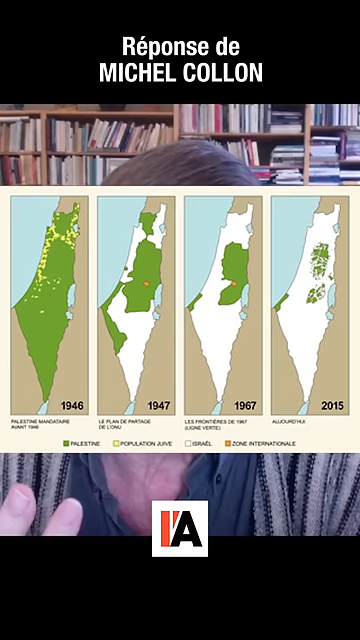 Réponse de
MICHEL COLLON
1946
1947
1967
2015
PALESTINE MANDATAIRE
AVANT 1946
LE PLAN DE PARTAGE
DE L'ONU
LES FRONTIÈRES DE 1967
(LIGNE VERTE)
AUJOURD'HUI
PALESTINE
POPULATION JUIVE
ISRAËL
ZONE INTERNATIONALE
I'A